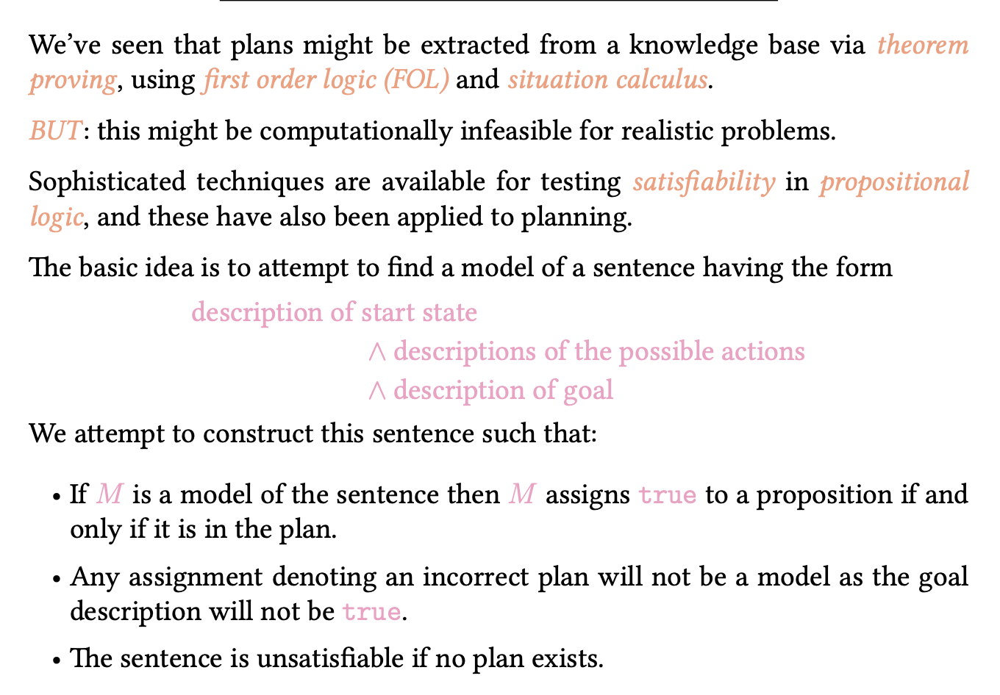 We’ve seen that plans might be extracted from a knowledge base via theorem
proving, using first order logic (FOL) and situation calculus.
BUT: this might be computationally infeasible for realistic problems.
Sophisticated techniques are available for testing satisfiability in propositional
logic, and these have also been applied to planning.
The basic idea is to attempt to find a model of a sentence having the form
description of start state
∧ descriptions of the possible actions
∧ description of goal
We attempt to construct this sentence such that:
• If M is a model of the sentence then M assigns true to a proposition if and
only if it is in the plan.
• Any assignment denoting an incorrect plan will not be a model as the goal
description will not be true.
• The sentence is unsatisfiable if no plan exists.